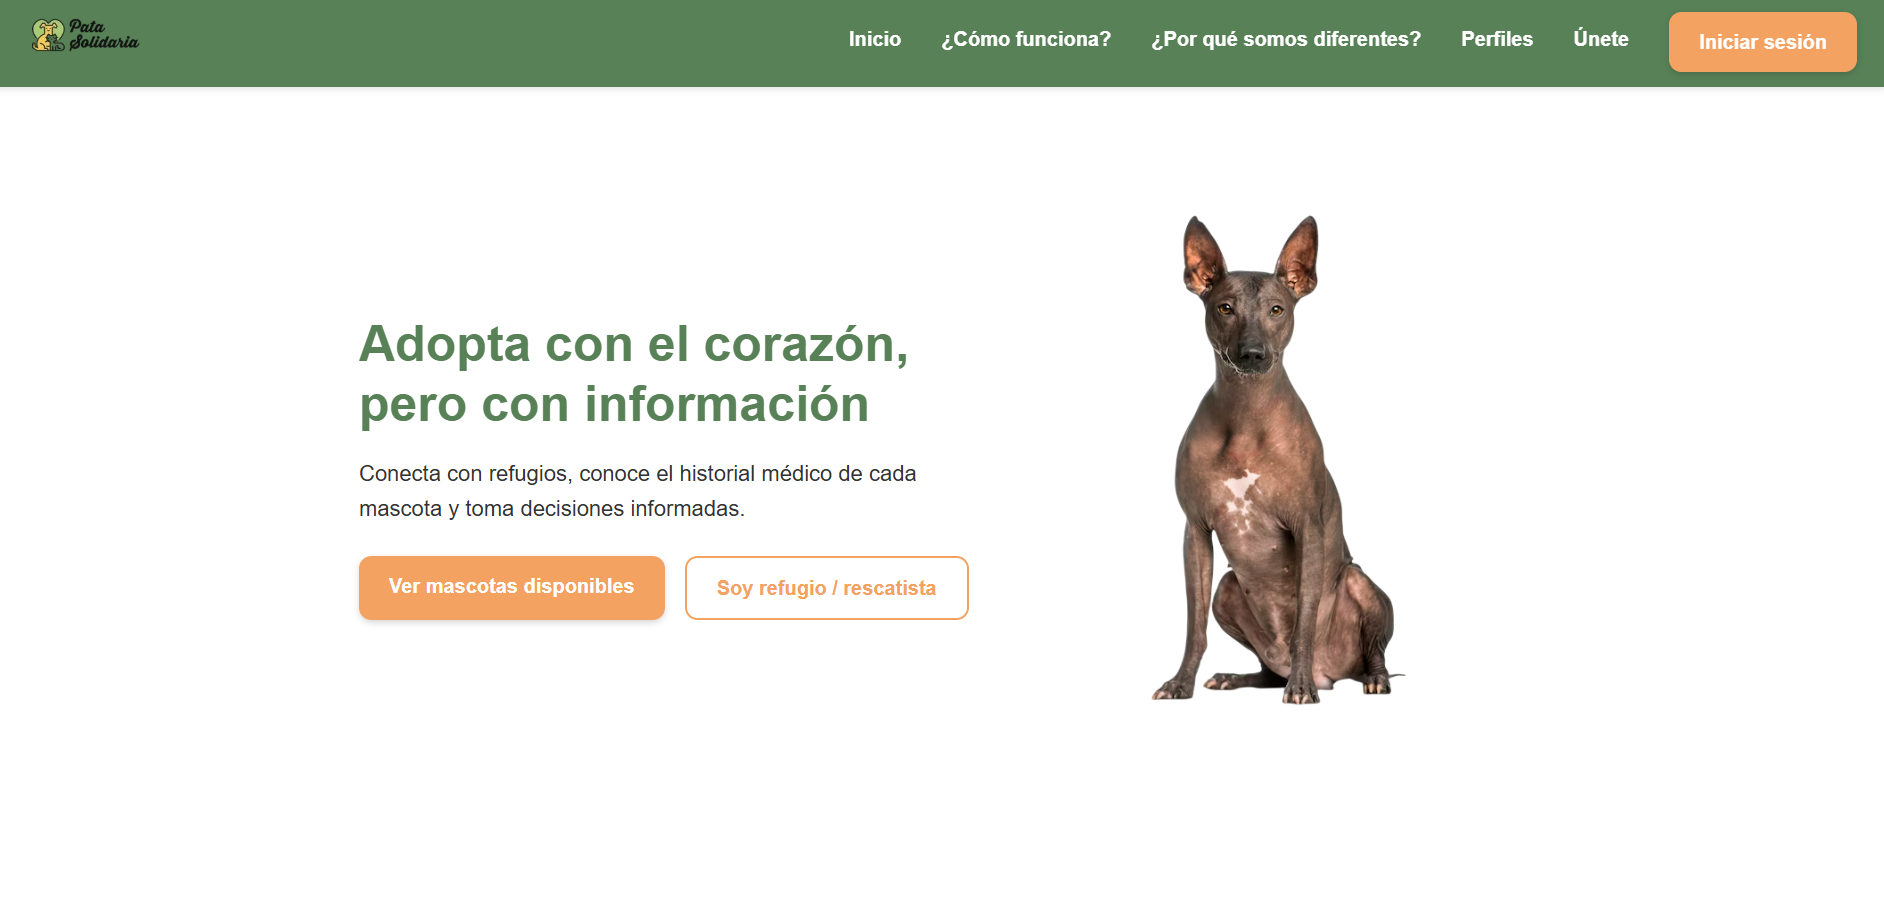 Pata
Solidaria
Inicio
¿Cómo funciona?
¿Por qué somos diferentes?
Perfiles
Únete
Iniciar sesión
Adopta con el corazón,
pero con información
Conecta con refugios, conoce el historial médico de cada
mascota y toma decisiones informadas.
Ver mascotas disponibles
Soy refugio / rescatista